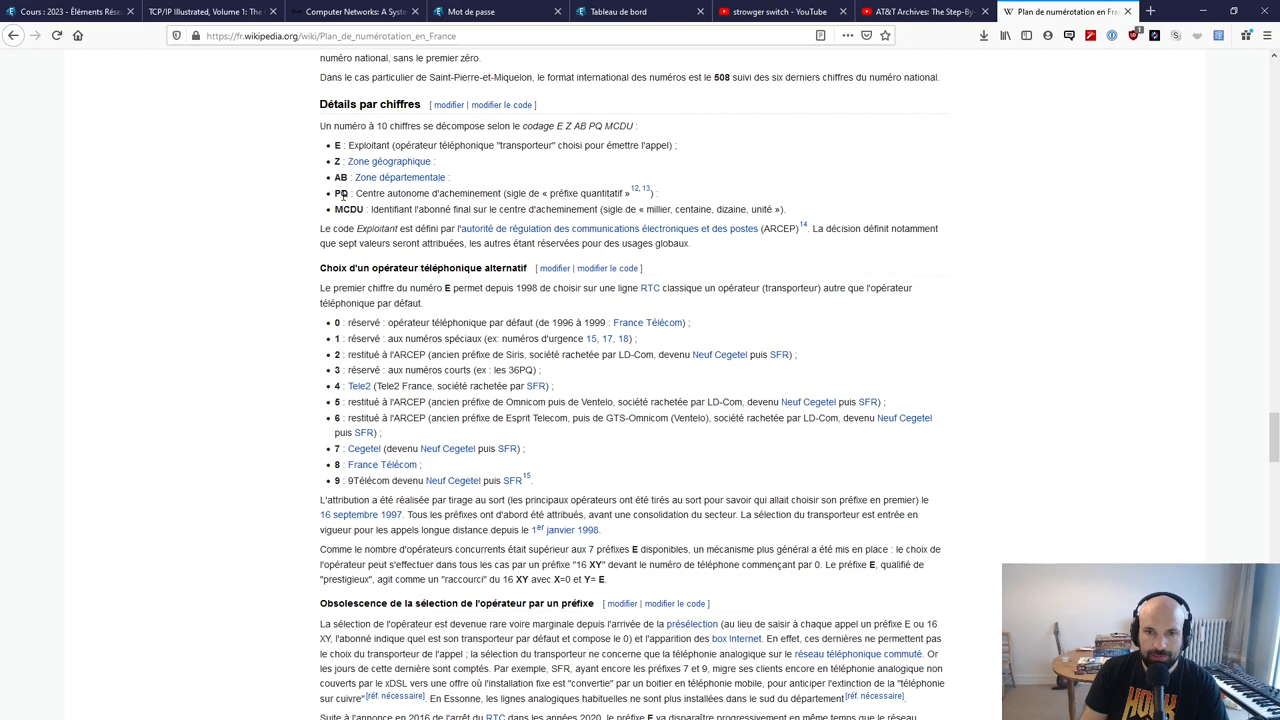 Cours : 2023 - Éléments Rése
TCP/IP Illustrated, Volume 1: The
Computer Networks: A Syste
Mot de passe
Tableau de bord
strowger switch - YouTube
AT&T Archives: The Step-By-
Plan de numérotation en Fra
https://fr.wikipedia.org/wiki/Plan_de_numérotation_en_France
numéro national, sans le premier zéro.
Dans le cas particulier de Saint-Pierre-et-Miquelon, le format international des numéros est le 508 suivi des six derniers chiffres du numéro national.
Détails par chiffres [ modifier | modifier le code ]
Un numéro à 10 chiffres se décompose selon le codage E Z AB PQ MCDU :
• E : Exploitant (opérateur téléphonique "transporteur" choisi pour émettre l'appel) ;
• Z : Zone géographique :
• AB : Zone départementale :
• PQ : Centre autonome d'acheminement (sigle de « préfixe quantitatif »12, 13) :
• MCDU : Identifiant l'abonné final sur le centre d'acheminement (sigle de « millier, centaine, dizaine, unité »).
Le code Exploitant est défini par l'autorité de régulation des communications électroniques et des postes (ARCEP)14. La décision définit notamment
que sept valeurs seront attribuées, les autres étant réservées pour des usages globaux.
Choix d'un opérateur téléphonique alternatif [ modifier | modifier le code ]
Le premier chiffre du numéro E permet depuis 1998 de choisir sur une ligne RTC classique un opérateur (transporteur) autre que l'opérateur
téléphonique par défaut.
• 0 : réservé : opérateur téléphonique par défaut (de 1996 à 1999 : France Télécom) ;
• 1 : réservé : aux numéros spéciaux (ex: numéros d'urgence 15, 17, 18) ;
• 2 : restitué à l'ARCEP (ancien préfixe de Siris, société rachetée par LD-Com, devenu Neuf Cegetel puis SFR) ;
• 3 : réservé : aux numéros courts (ex : les 36PQ) ;
• 4 : Tele2 (Tele2 France, société rachetée par SFR) ;
• 5 : restitué à l'ARCEP (ancien préfixe de Omnicom puis de Ventelo), société rachetée par LD-Com, devenu Neuf Cegetel puis SFR) ;
• 6 : restitué à l'ARCEP (ancien préfixe de Esprit Telecom, puis de GTS-Omnicom (Ventelo), société rachetée par LD-Com, devenu Neuf Cegetel
puis SFR) ;
• 7 : Cegetel (devenu Neuf Cegetel puis SFR) ;
• 8 : France Télécom ;
• 9 : 9Télécom devenu Neuf Cegetel puis SFR15.
L'attribution a été réalisée par tirage au sort (les principaux opérateurs ont été tirés au sort pour savoir qui allait choisir son préfixe en premier) le
16 septembre 1997. Tous les préfixes ont d'abord été attribués, avant une consolidation du secteur. La sélection du transporteur est entrée en
vigueur pour les appels longue distance depuis le 1er janvier 1998.
Comme le nombre d'opérateurs concurrents était supérieur aux 7 préfixes E disponibles, un mécanisme plus général a été mis en place : le choix de
l'opérateur peut s'effectuer dans tous les cas par un préfixe "16 XY" devant le numéro de téléphone commençant par 0. Le préfixe E, qualifié de
"prestigieux", agit comme un "raccourci" du 16 XY avec X=0 et Y= E.
Obsolescence de la sélection de l'opérateur par un préfixe [ modifier | modifier le code ]
La sélection de l'opérateur est devenue rare voire marginale depuis l'arrivée de la présélection (au lieu de saisir à chaque appel un préfixe E ou 16
XY, l'abonné indique quel est son transporteur par défaut et compose le 0) et l'apparition des box Internet. En effet, ces dernières ne permettent pas
le choix du transporteur de l'appel ; la sélection du transporteur ne concerne que la téléphonie analogique sur le réseau téléphonique commuté. Or
les jours de cette dernière sont comptés. Par exemple, SFR, ayant encore les préfixes 7 et 9, migre ses clients encore en téléphonie analogique non
couverts par le xDSL vers une offre où l'installation fixe est "convertie" par un boitier en téléphonie mobile, pour anticiper l'extinction de la "téléphonie
sur cuivre"[réf. nécessaire]. En Essonne, les lignes analogiques habituelles ne sont plus installées dans le sud du département[réf. nécessaire].
Suite à l'annonce en 2016 de l'arrêt du RTC dans les années 2020, le préfixe E va disparaître progressivement en même temps que le réseau